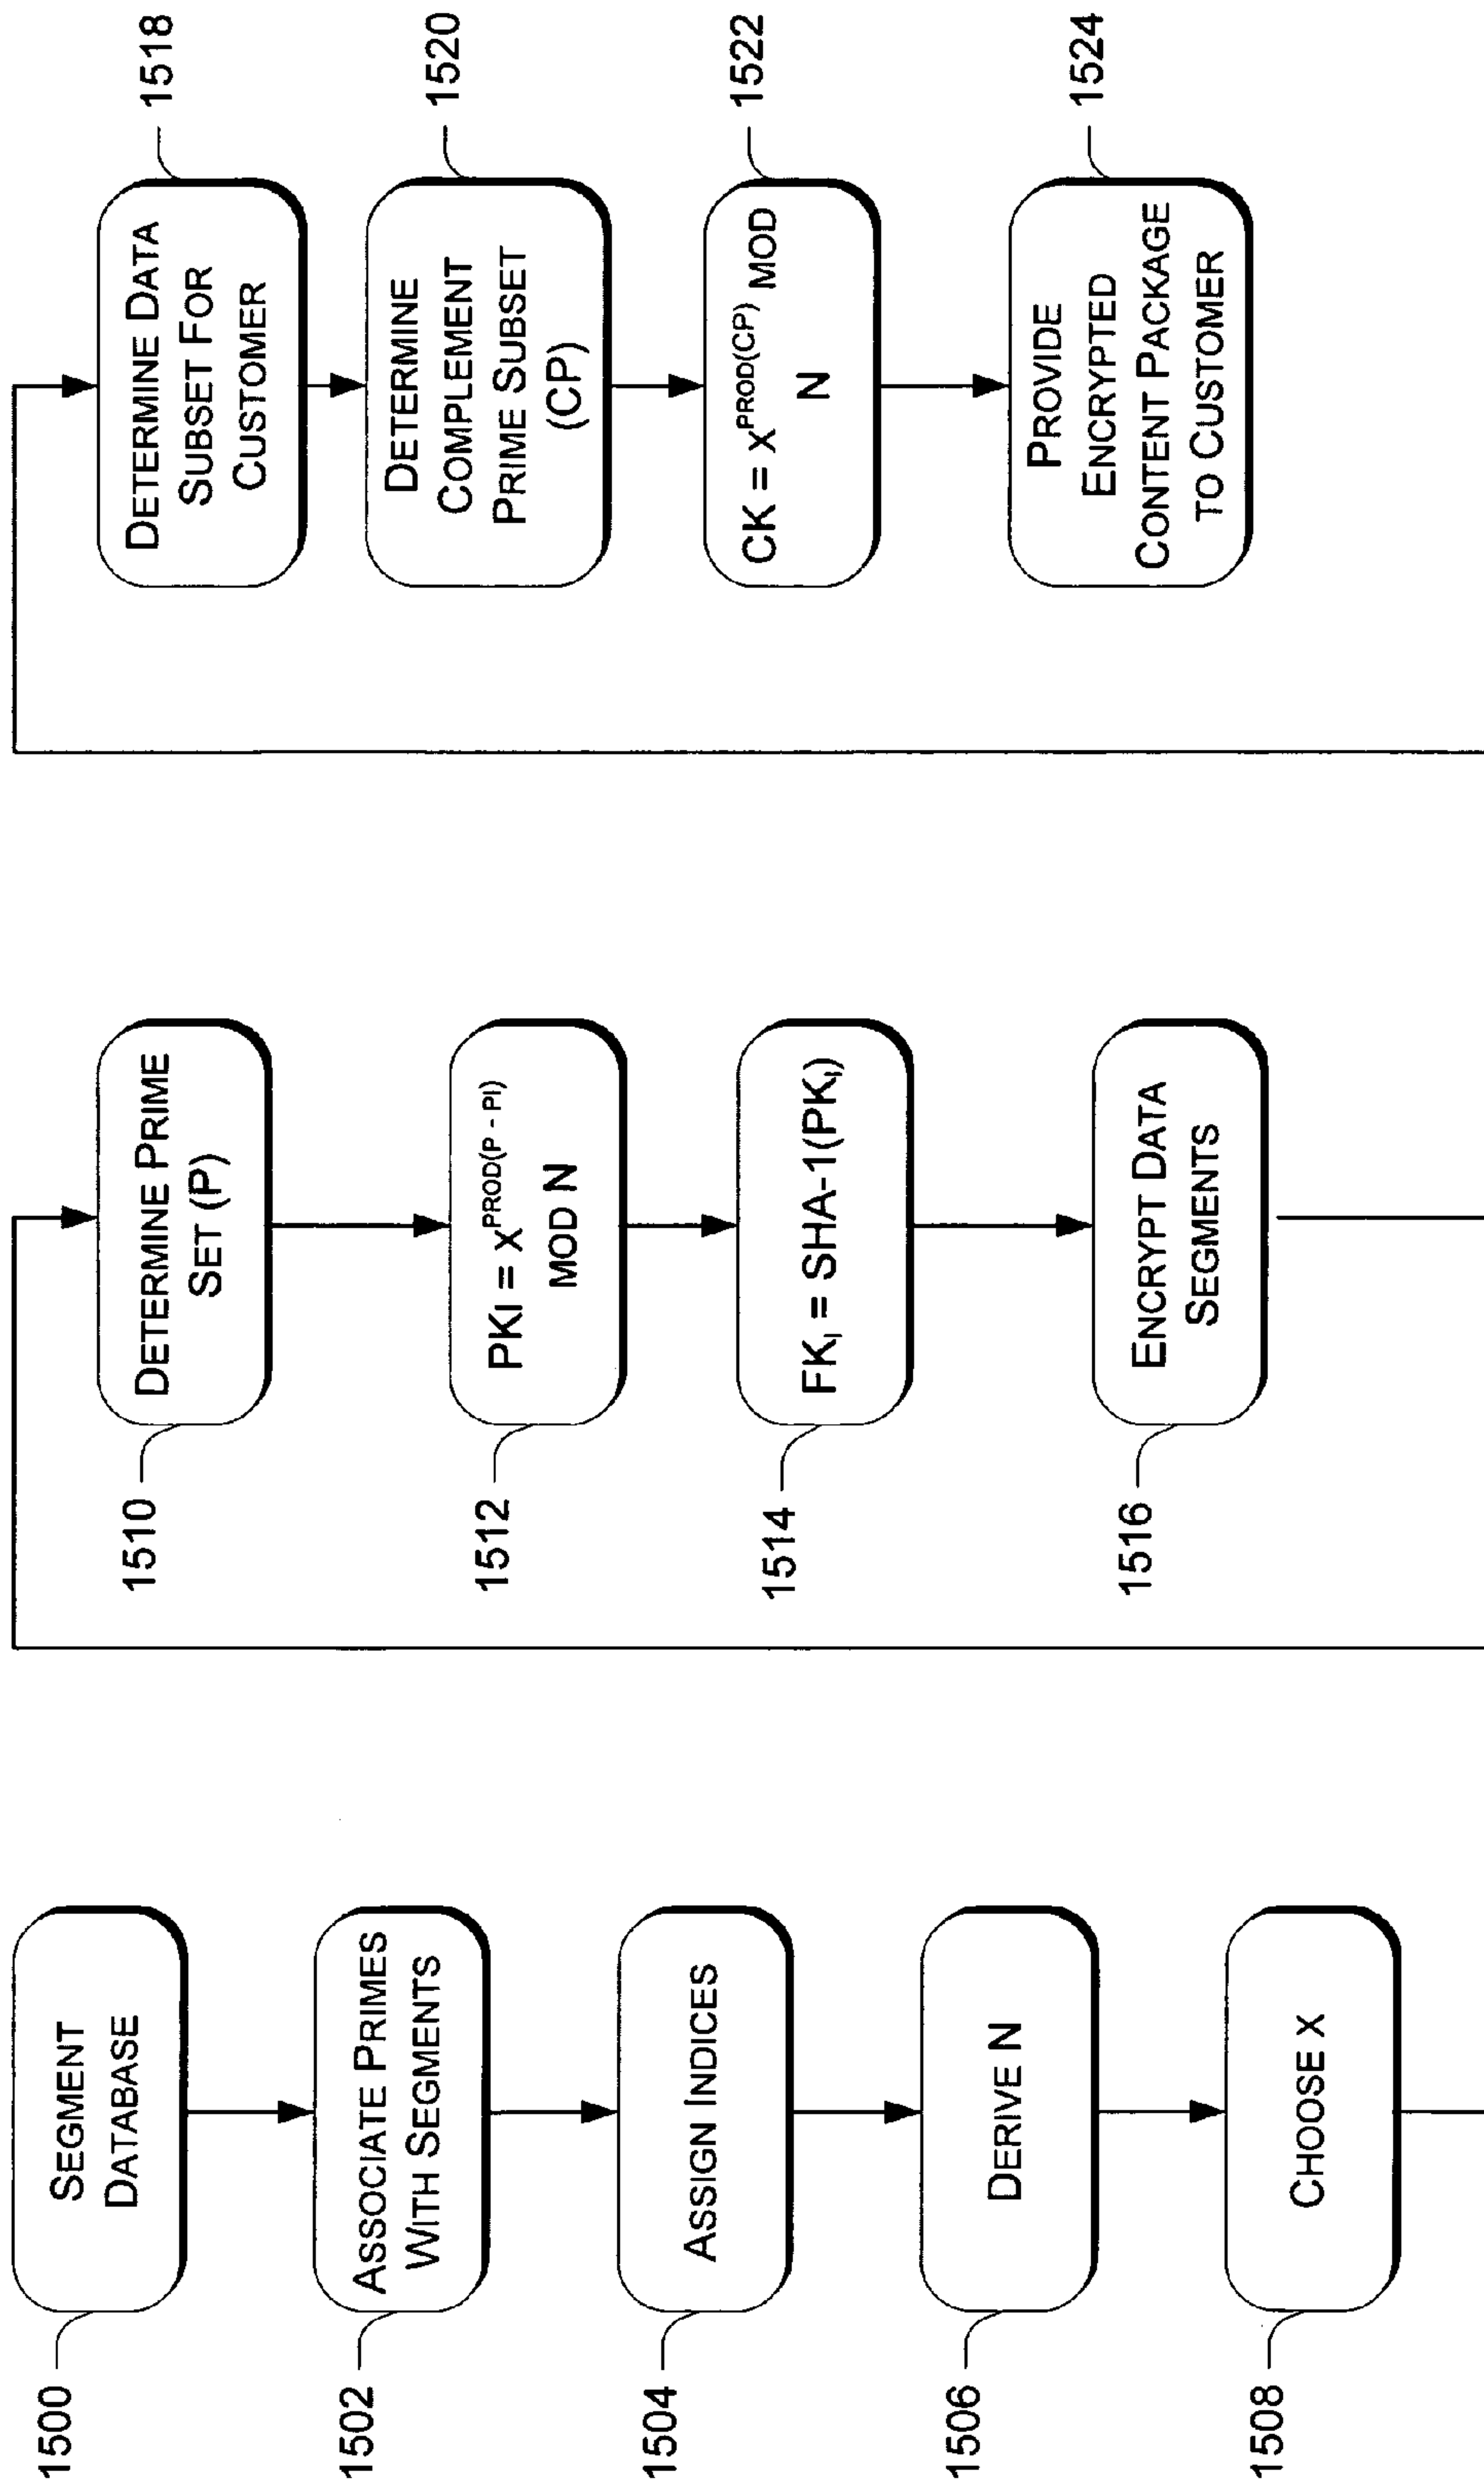 1500
SEGMENT
DATABASE
1502
ASSOCIATE PRIMES
WITH SEGMENTS
1504
ASSIGN INDICES
1506
DERIVE N
1508
CHOOSE X
1510
DETERMINE PRIME
SET (P)
1512
PKI = X^PROD(P - PI)
MOD N
1514
FKI = SHA-1(PKI)
1516
ENCRYPT DATA
SEGMENTS
DETERMINE DATA
SUBSET FOR
CUSTOMER
1518
DETERMINE
COMPLEMENT
PRIME SUBSET
(CP)
1520
CK = X^PROD(CP) MOD
N
1522
PROVIDE
ENCRYPTED
CONTENT PACKAGE
TO CUSTOMER
1524